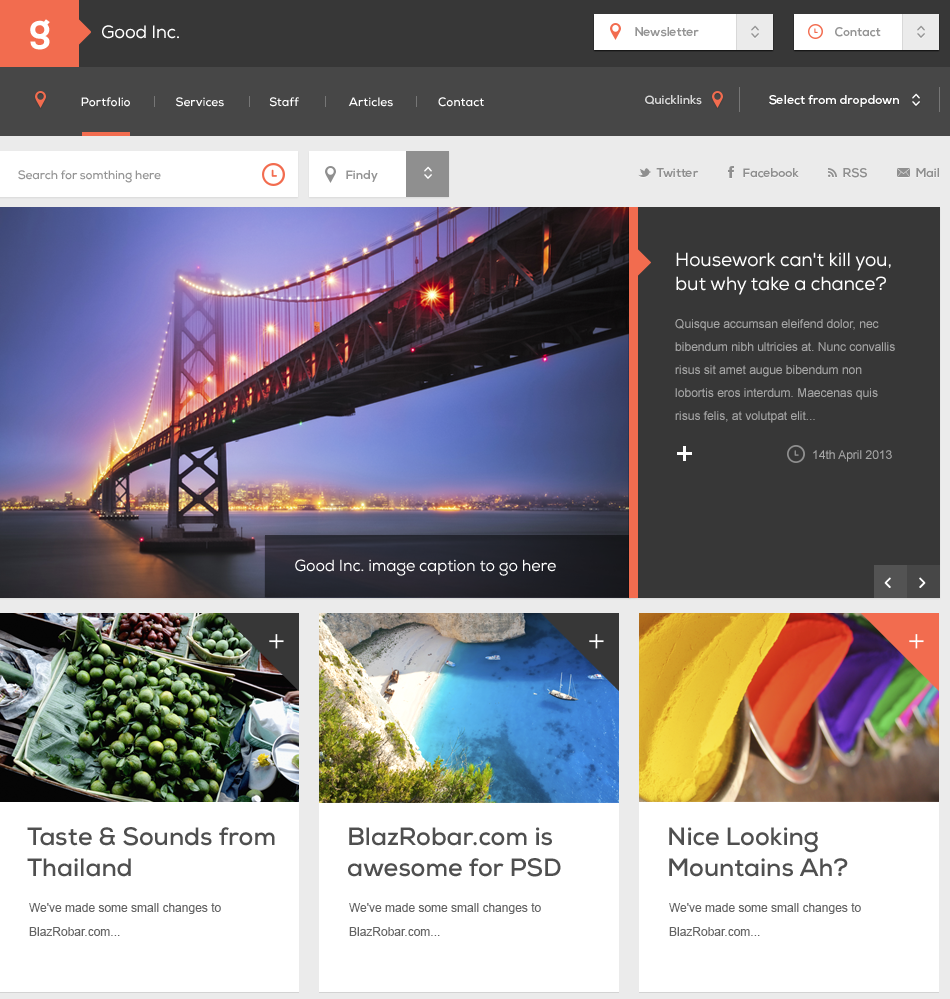 g
Good Inc.
Newsletter
Contact
Portfolio
Services
Staff
Articles
Contact
Quicklinks
Select from dropdown
Search for somthing here
Findy
Twitter
Facebook
RSS
Mail
Housework can't kill you,
but why take a chance?
Quisque accumsan eleifend dolor, nec
bibendum nibh ultricies at. Nunc convallis
risus sit amet augue bibendum non
lobortis eros interdum. Maecenas quis
risus felis, at volutpat elit...
14th April 2013
Good Inc. image caption to go here
Taste & Sounds from
Thailand
We've made some small changes to
BlazRobar.com...
BlazRobar.com is
awesome for PSD
We've made some small changes to
BlazRobar.com...
Nice Looking
Mountains Ah?
We've made some small changes to
BlazRobar.com...